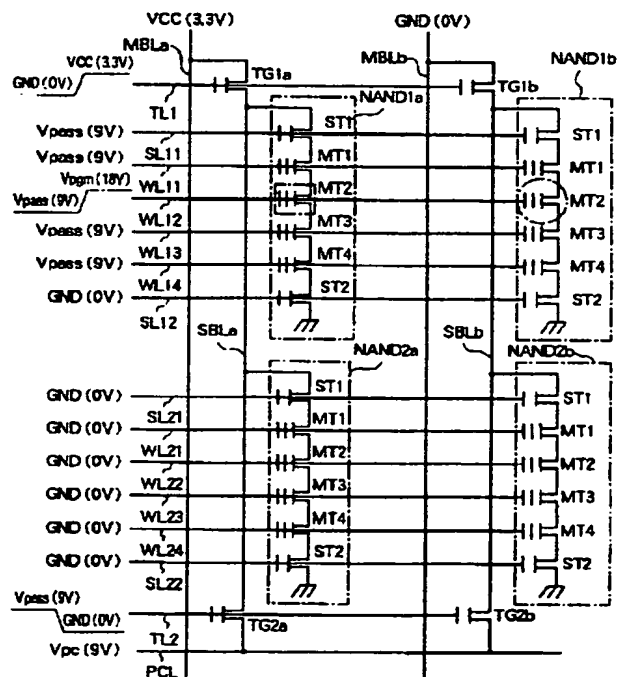 VCC (3.3V) GND (0V)
MBLa MBLb NAND1b
VCC (3.3V) TG1a
GND (0V) TG1b
TL1 NAND1a
Vpass (9V) ST1 ST1
SL11
Vpass (9V) MT1 MT1
Vpgm (18V) WL11
Vpass (9V) MT2 MT2
WL12
Vpass (9V) MT3 MT3
WL13
Vpass (9V) MT4 MT4
WL14
GND (0V) ST2 ST2
SL12
SBLa NAND2a SBLb NAND2b
GND (0V) ST1 ST1
SL21
GND (0V) MT1 MT1
WL21
GND (0V) MT2 MT2
WL22
GND (0V) MT3 MT3
WL23
GND (0V) MT4 MT4
WL24
GND (0V) ST2 ST2
SL22
Vpass (9V)
GND (0V) TG2a TG2b
TL2
Vpc (9V)
PCL